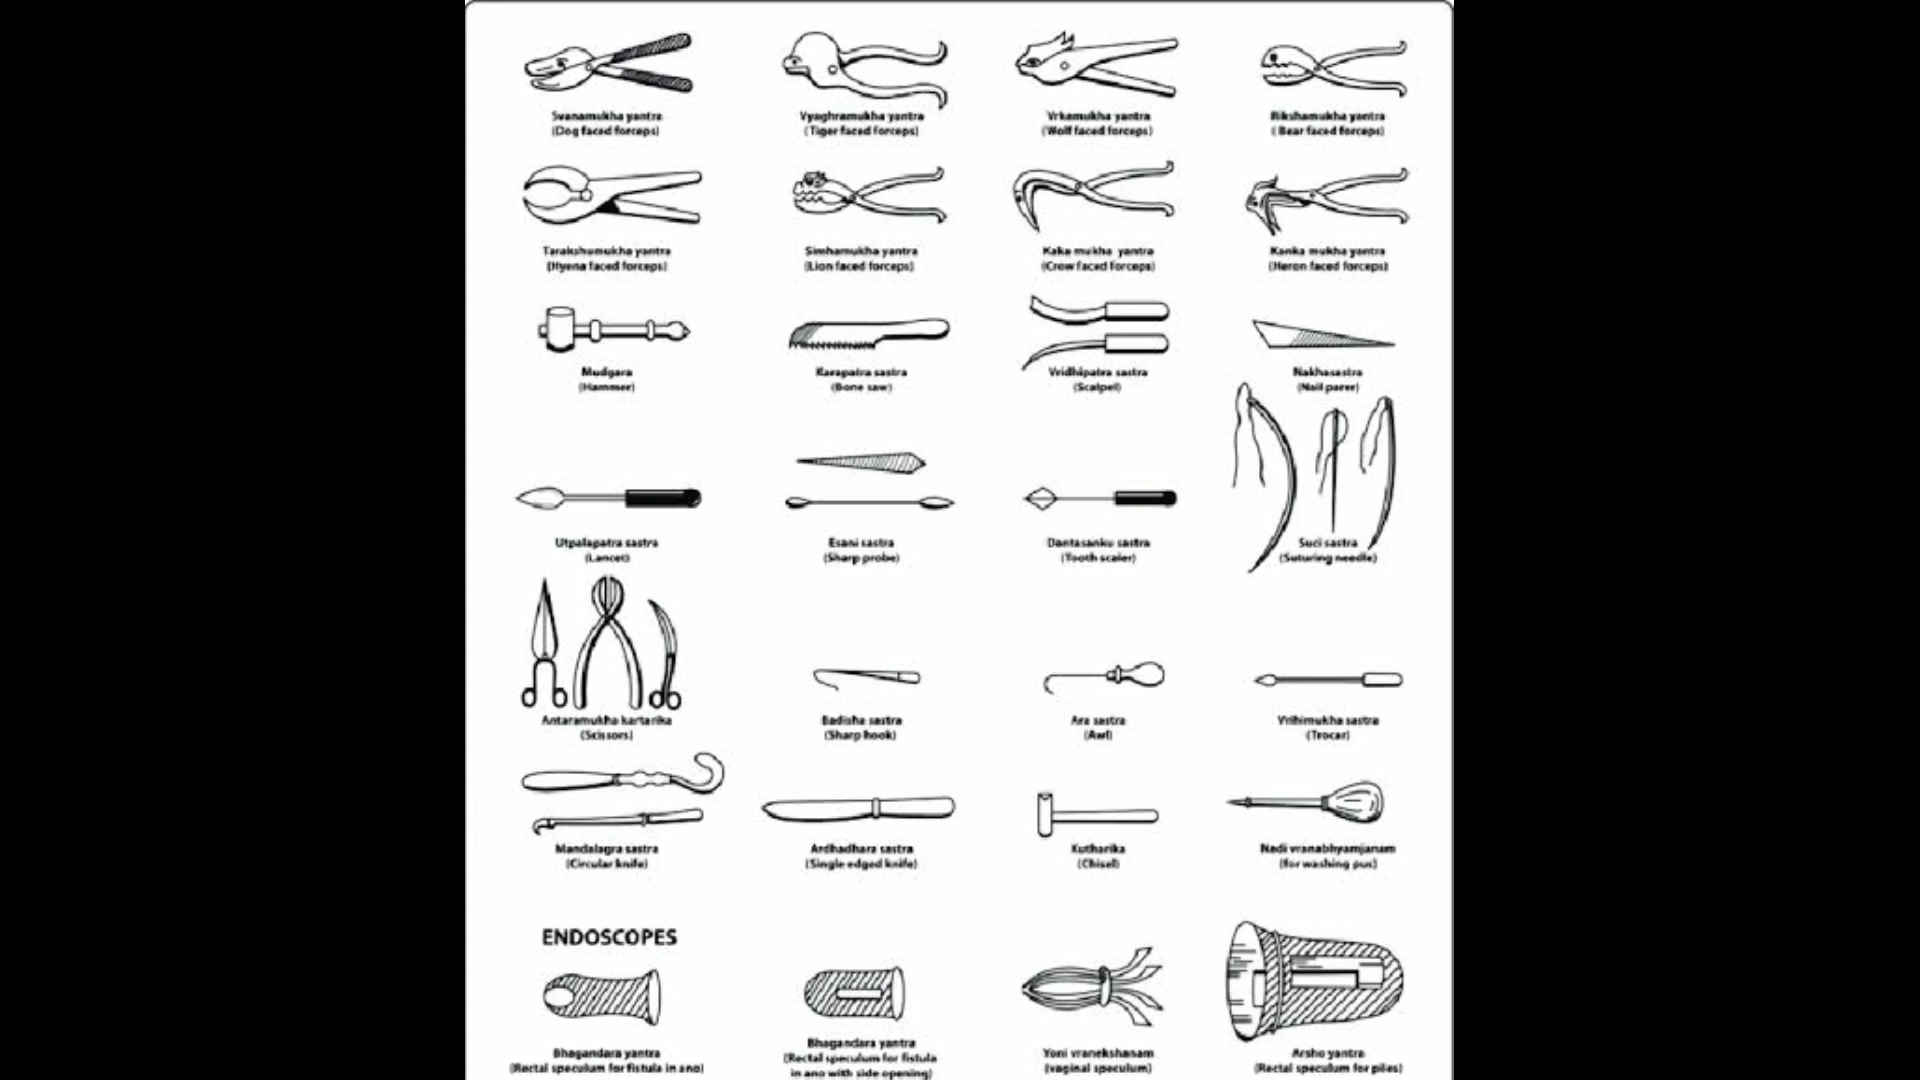 Svanamukha yantra
(Dog faced forceps)
Vyaghramukha yantra
(Tiger faced forceps)
Vrkamukha yantra
(Wolf faced forceps)
Rikshamukha yantra
(Bear faced forceps)
Tarakshumukha yantra
(Hyena faced forceps)
Simhamukha yantra
(Lion faced forceps)
Kaka mukha yantra
(Crow faced forceps)
Kanka mukha yantra
(Heron faced forceps)
Mudgara
(Hammer)
Karapatra sastra
(Bone saw)
Vridhipatra sastra
(Scalpel)
Nakhasastra
(Nail parer)
Utpalapatra sastra
(Lancet)
Esani sastra
(Sharp probe)
Dantasanku sastra
(Tooth scaler)
Suci sastra
(Suturing needle)
Antaramukha kartarika
(Scissors)
Badisha sastra
(Sharp hook)
Ara sastra
(Awl)
Vrihimukha sastra
(Trocar)
Mandalagra sastra
(Circular knife)
Ardhadhara sastra
(Single edged knife)
Kutharika
(Chisel)
Nadi vranabhyamjanam
(for washing pus)
ENDOSCOPES
Bhagandara yantra
(Rectal speculum for fistula in ano)
Bhagandara yantra
(Rectal speculum for fistula
in ano with side opening)
Yoni vranekshanam
(vaginal speculum)
Arsho yantra
(Rectal speculum for piles)